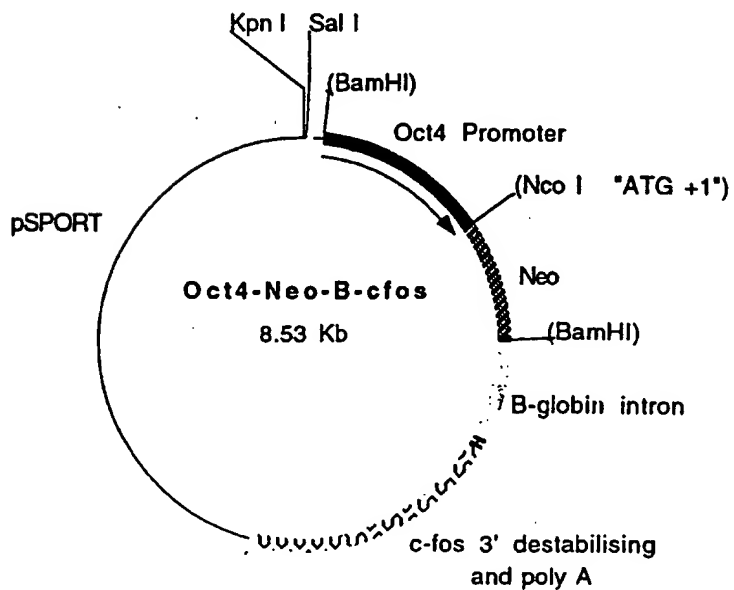 Kpn I
Sal I
(BamHI)
Oct4 Promoter
(Nco I "ATG +1")
pSPORT
Neo
Oct4-Neo-B-cfos
8.53 Kb
(BamHI)
B-globin intron
c-fos 3' destabilising
and poly A